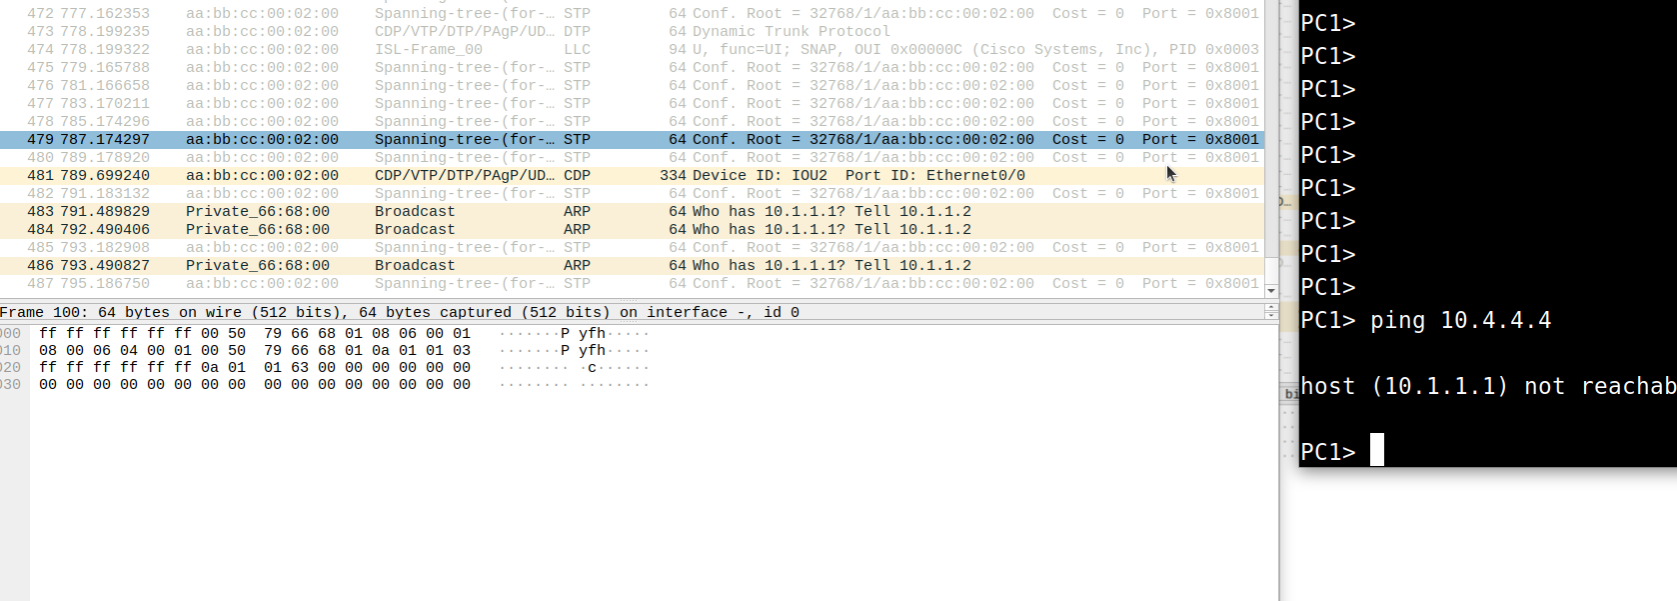 472 777.162353 aa:bb:cc:00:02:00 Spanning-tree-(for-… STP 64 Conf. Root = 32768/1/aa:bb:cc:00:02:00 Cost = 0 Port = 0x8001
473 778.199235 aa:bb:cc:00:02:00 CDP/VTP/DTP/PAgP/UD… DTP 64 Dynamic Trunk Protocol
474 778.199322 aa:bb:cc:00:02:00 ISL-Frame_00 LLC 94 U, func=UI; SNAP, OUI 0x00000C (Cisco Systems, Inc), PID 0x0003
475 779.165788 aa:bb:cc:00:02:00 Spanning-tree-(for-… STP 64 Conf. Root = 32768/1/aa:bb:cc:00:02:00 Cost = 0 Port = 0x8001
476 781.166658 aa:bb:cc:00:02:00 Spanning-tree-(for-… STP 64 Conf. Root = 32768/1/aa:bb:cc:00:02:00 Cost = 0 Port = 0x8001
477 783.170211 aa:bb:cc:00:02:00 Spanning-tree-(for-… STP 64 Conf. Root = 32768/1/aa:bb:cc:00:02:00 Cost = 0 Port = 0x8001
478 785.174296 aa:bb:cc:00:02:00 Spanning-tree-(for-… STP 64 Conf. Root = 32768/1/aa:bb:cc:00:02:00 Cost = 0 Port = 0x8001
479 787.174297 aa:bb:cc:00:02:00 Spanning-tree-(for-… STP 64 Conf. Root = 32768/1/aa:bb:cc:00:02:00 Cost = 0 Port = 0x8001
480 789.178920 aa:bb:cc:00:02:00 Spanning-tree-(for-… STP 64 Conf. Root = 32768/1/aa:bb:cc:00:02:00 Cost = 0 Port = 0x8001
481 789.699240 aa:bb:cc:00:02:00 CDP/VTP/DTP/PAgP/UD… CDP 334 Device ID: IOU2 Port ID: Ethernet0/0
482 791.183132 aa:bb:cc:00:02:00 Spanning-tree-(for-… STP 64 Conf. Root = 32768/1/aa:bb:cc:00:02:00 Cost = 0 Port = 0x8001
483 791.489829 Private_66:68:00 Broadcast ARP 64 Who has 10.1.1.1? Tell 10.1.1.2
484 792.490406 Private_66:68:00 Broadcast ARP 64 Who has 10.1.1.1? Tell 10.1.1.2
485 793.182908 aa:bb:cc:00:02:00 Spanning-tree-(for-… STP 64 Conf. Root = 32768/1/aa:bb:cc:00:02:00 Cost = 0 Port = 0x8001
486 793.490827 Private_66:68:00 Broadcast ARP 64 Who has 10.1.1.1? Tell 10.1.1.2
487 795.186750 aa:bb:cc:00:02:00 Spanning-tree-(for-… STP 64 Conf. Root = 32768/1/aa:bb:cc:00:02:00 Cost = 0 Port = 0x8001
Frame 100: 64 bytes on wire (512 bits), 64 bytes captured (512 bits) on interface -, id 0
000 ff ff ff ff ff ff 00 50 79 66 68 01 08 06 00 01 ·······P yfh·····
010 08 00 06 04 00 01 00 50 79 66 68 01 0a 01 01 03 ·······P yfh·····
020 ff ff ff ff ff ff 0a 01 01 63 00 00 00 00 00 00 ········ ·c······
030 00 00 00 00 00 00 00 00 00 00 00 00 00 00 00 00 ········ ········
bi
PC1>
PC1>
PC1>
PC1>
PC1>
PC1>
PC1>
PC1>
PC1>
PC1> ping 10.4.4.4
host (10.1.1.1) not reachab
PC1>